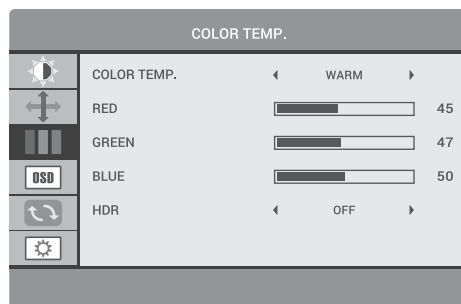 COLOR TEMP.
COLOR TEMP. WARM
RED 45
GREEN 47
BLUE 50
OSD
HDR OFF